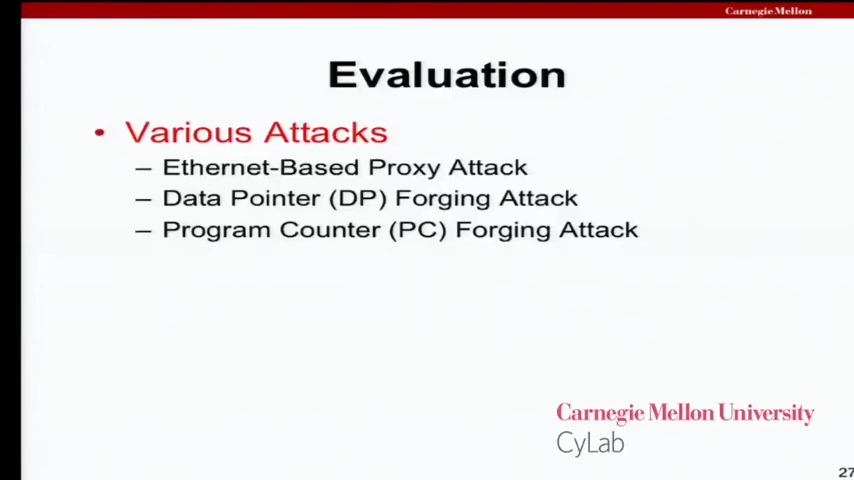 Carnegie Mellon
Evaluation
• Various Attacks
– Ethernet-Based Proxy Attack
– Data Pointer (DP) Forging Attack
– Program Counter (PC) Forging Attack
Carnegie Mellon University
CyLab
27